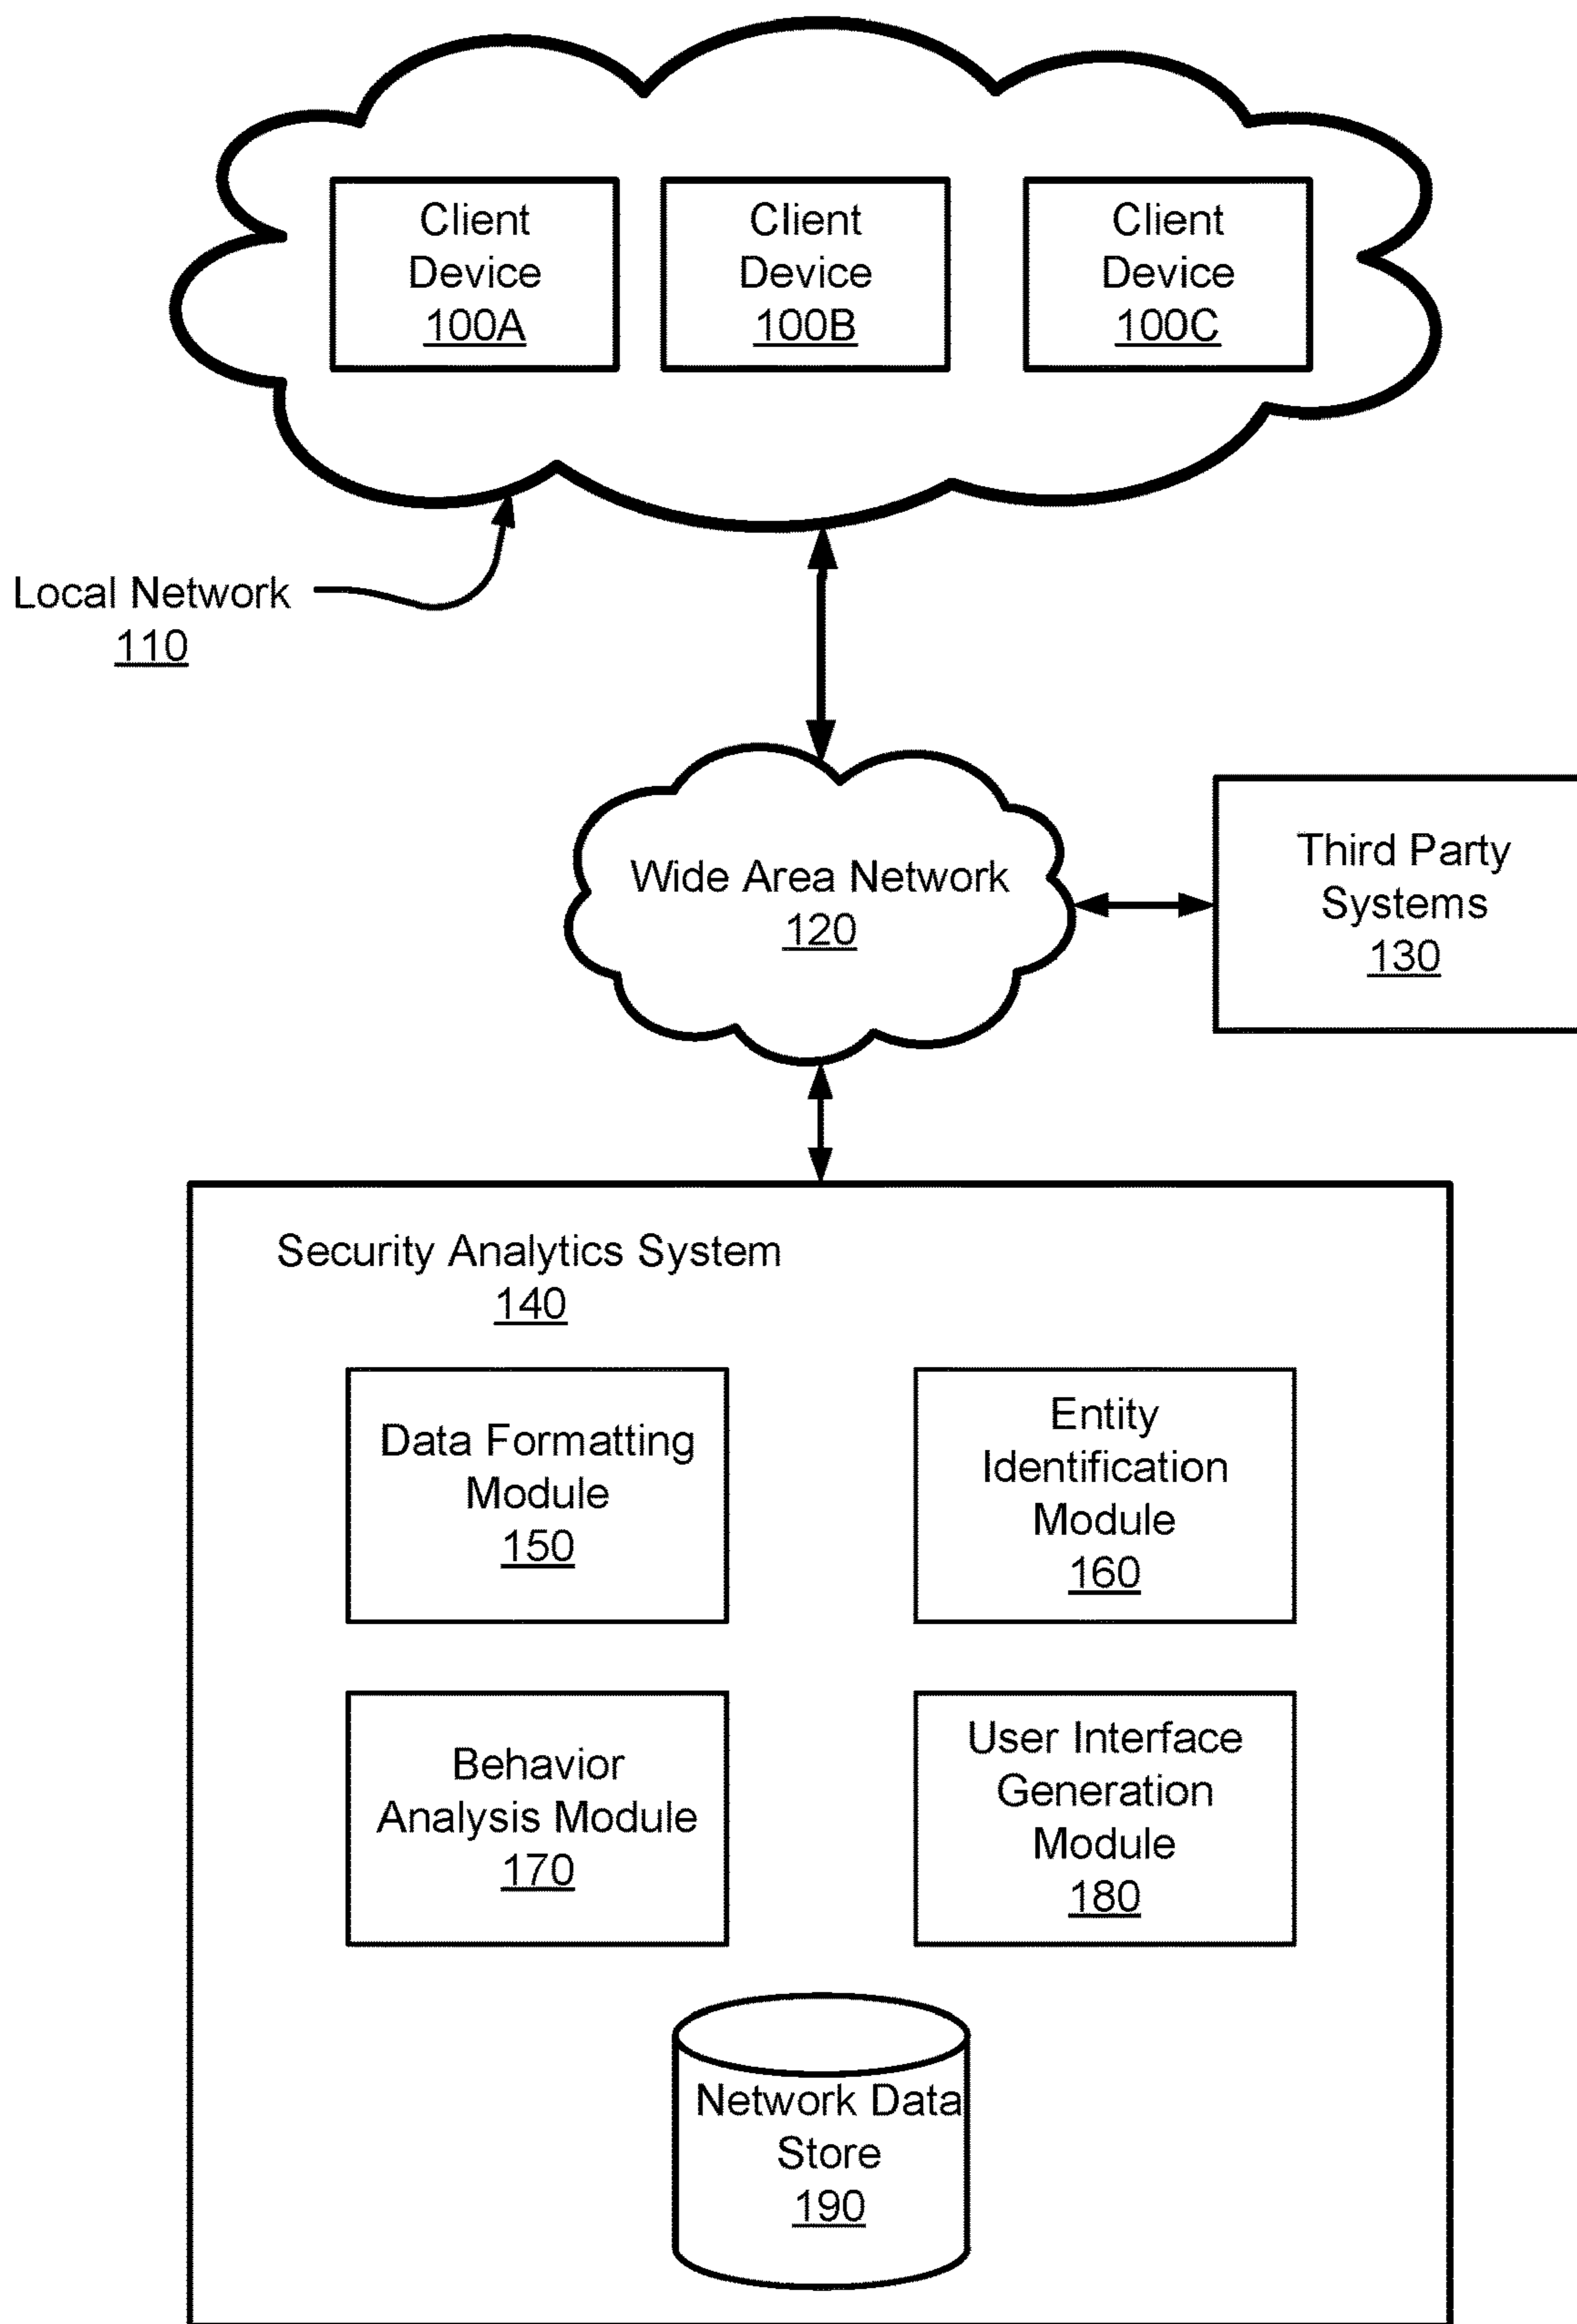 Client
Device
100A
Client
Device
100B
Client
Device
100C
Local Network
110
Wide Area Network
120
Third Party
Systems
130
Security Analytics System
140
Data Formatting
Module
150
Entity
Identification
Module
160
Behavior
Analysis Module
170
User Interface
Generation
Module
180
Network Data
Store
190